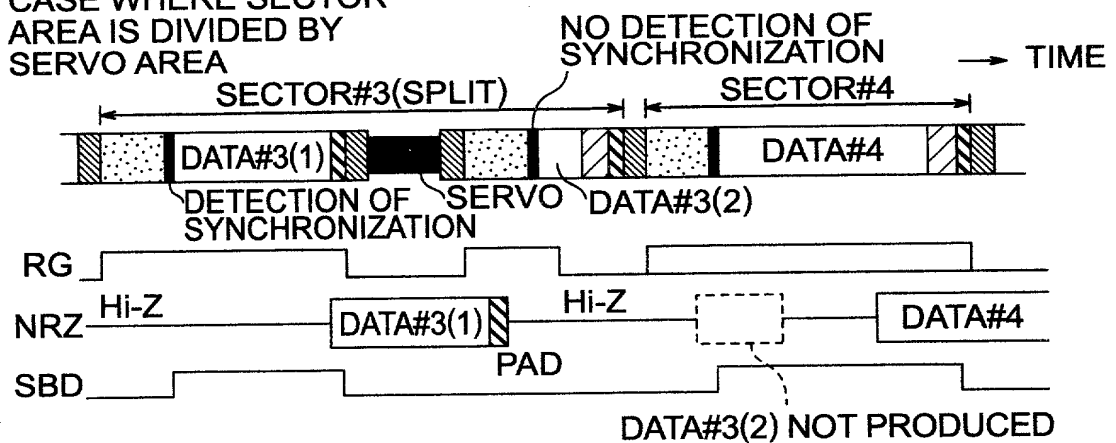 CASE WHERE SECTOR
AREA IS DIVIDED BY
SERVO AREA
NO DETECTION OF
SYNCHRONIZATION
TIME
SECTOR#3(SPLIT)
SECTOR#4
DATA#3(1)
DATA#4
DETECTION OF
SYNCHRONIZATION
SERVO
DATA#3(2)
RG
Hi-Z
Hi-Z
NRZ
DATA#3(1)
DATA#4
PAD
SBD
DATA#3(2) NOT PRODUCED